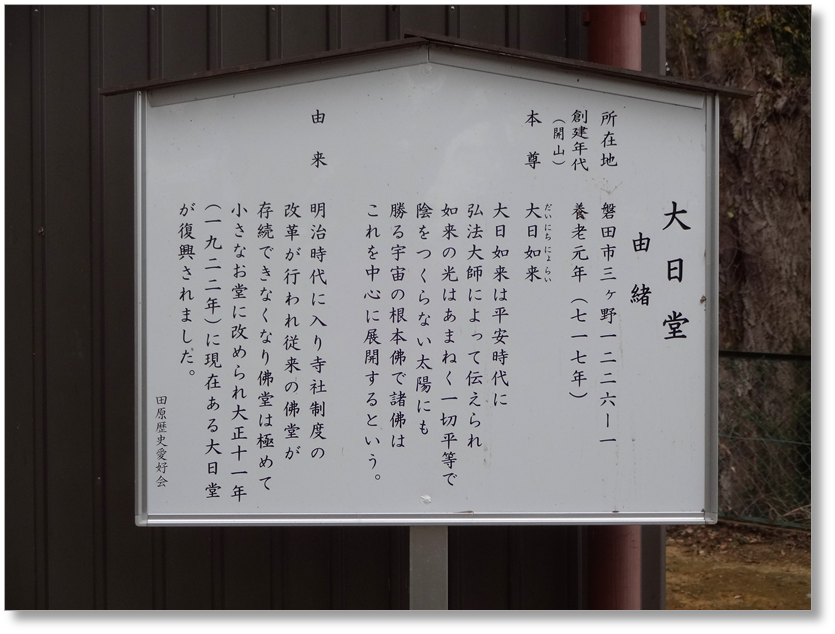 大日堂
由緒
所在地　磐田市三ヶ野一二二六ー一
創建年代　養老元年（七一七年）
（開山）
本尊　大日如来
だいにちにょらい
大日如来は平安時代に
弘法大師によって伝えられ
如来の光はあまねく一切平等で
陰をつくらない太陽にも
勝る宇宙の根本佛で諸佛は
これを中心に展開するという。
由来　明治時代に入り寺社制度の
改革が行われ従来の佛堂が
存続できなくなり佛堂は極めて
小さなお堂に改められ大正十一年
（一九二二年）に現在ある大日堂
が復興されました。
田原歴史愛好会